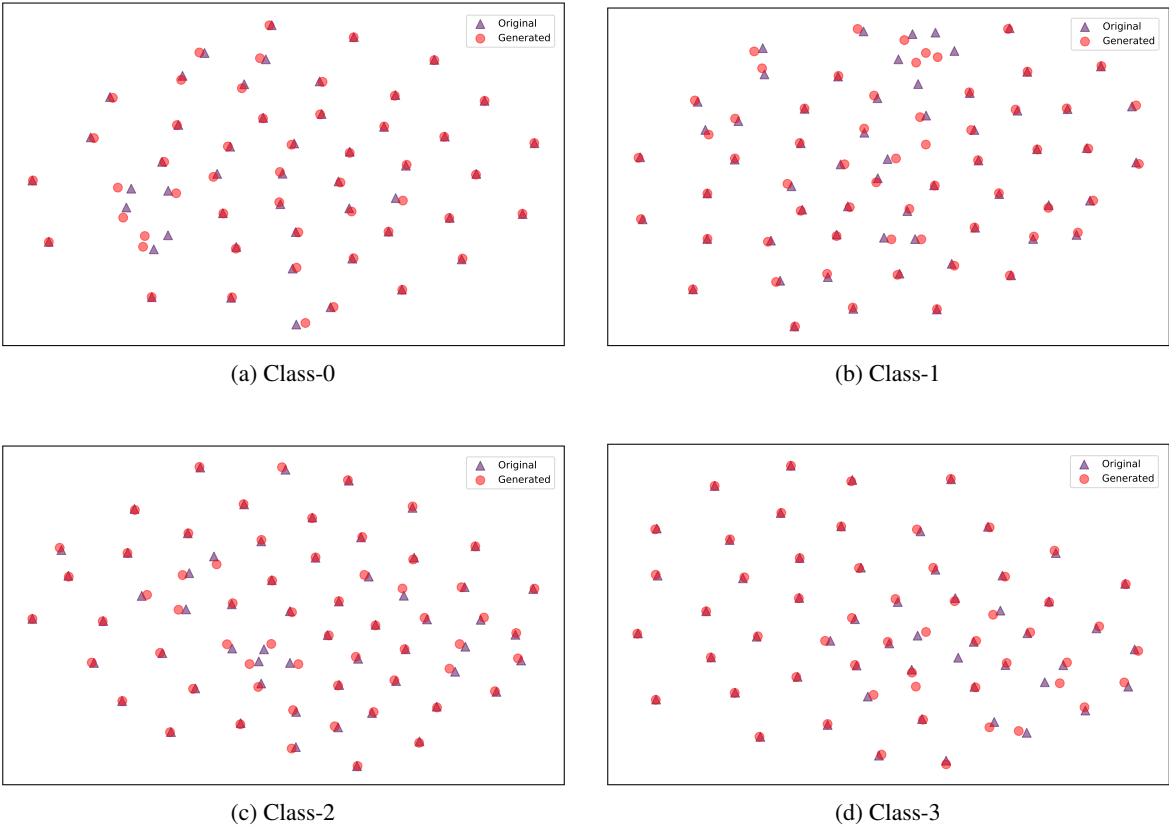 Original
Generated
(a) Class-0
Original
Generated
(b) Class-1
Original
Generated
(c) Class-2
Original
Generated
(d) Class-3